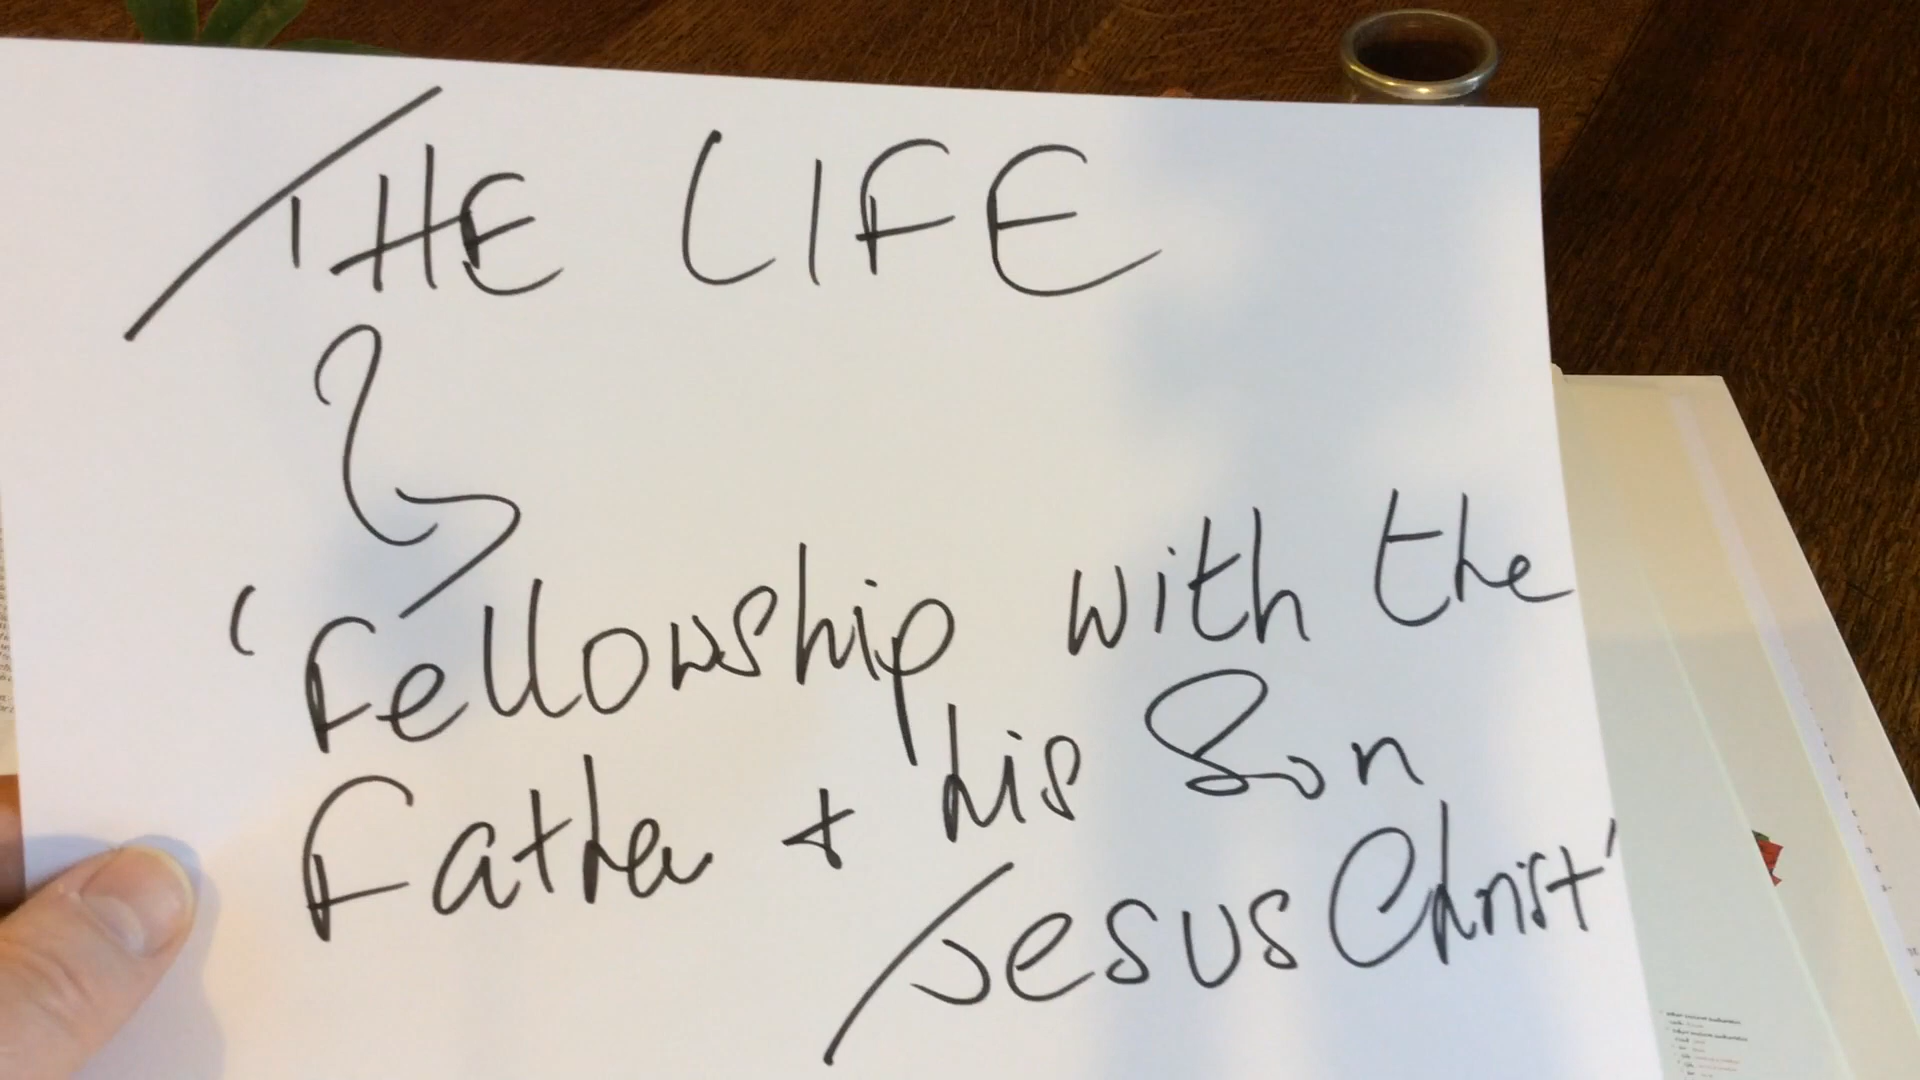 THE LIFE
'Fellowship with the
Father + his Son
Jesus Christ'